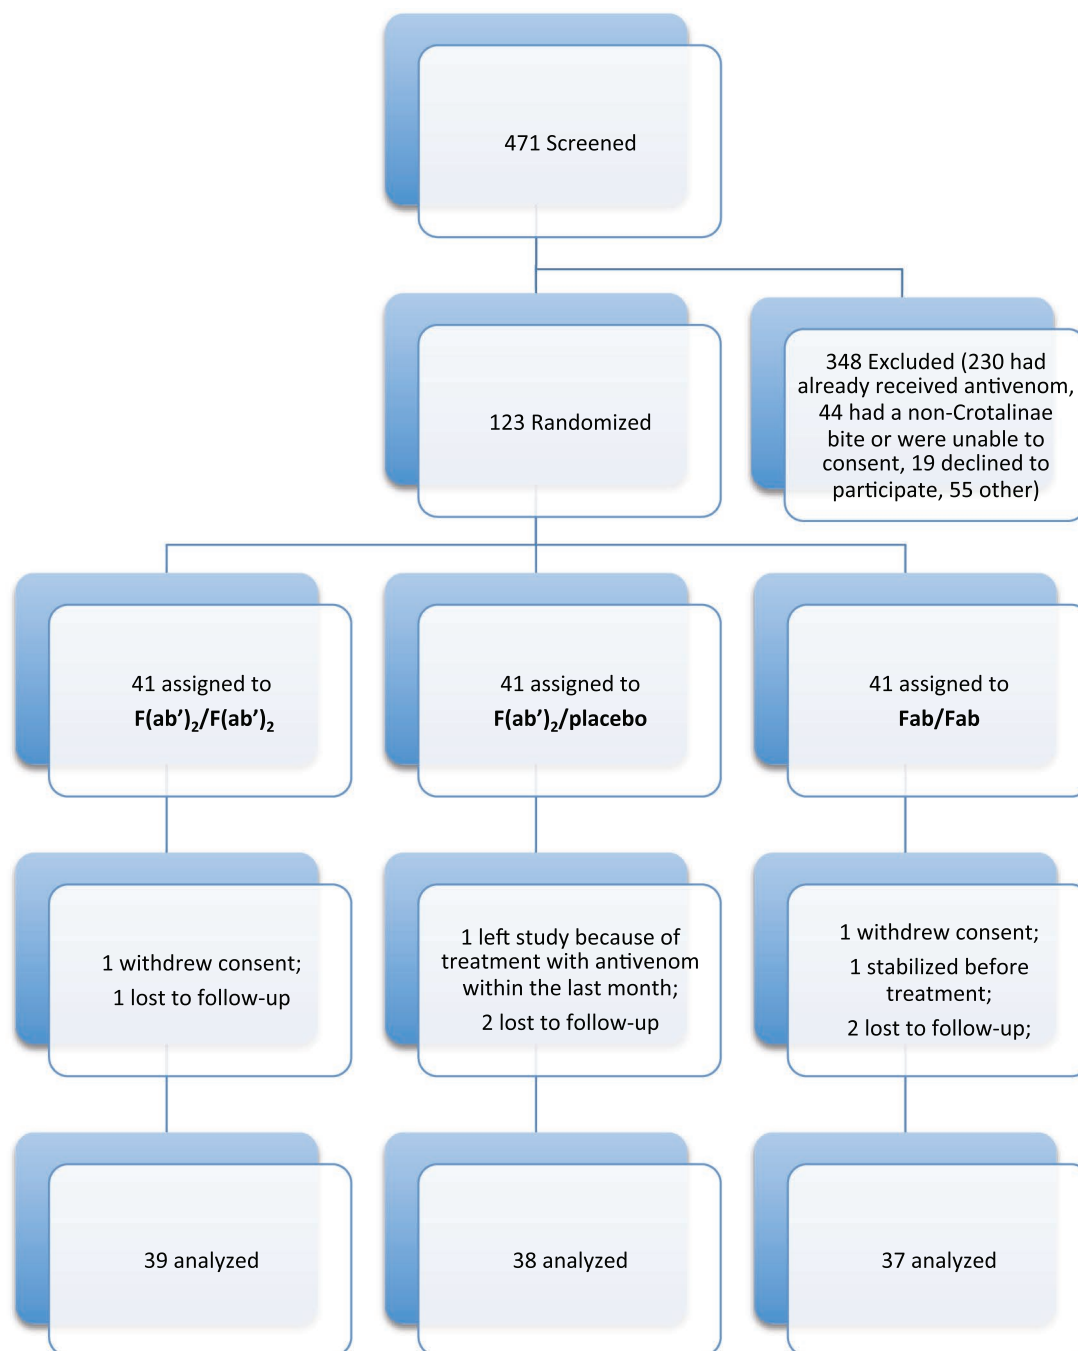 471 Screened
123 Randomized
348 Excluded (230 had
already received antivenom,
44 had a non-Crotalinae
bite or were unable to
consent, 19 declined to
participate, 55 other)
41 assigned to
F(ab’)₂/F(ab’)₂
41 assigned to
F(ab’)₂/placebo
41 assigned to
Fab/Fab
1 withdrew consent;
1 lost to follow-up
1 left study because of
treatment with antivenom
within the last month;
2 lost to follow-up
1 withdrew consent;
1 stabilized before
treatment;
2 lost to follow-up;
39 analyzed
38 analyzed
37 analyzed